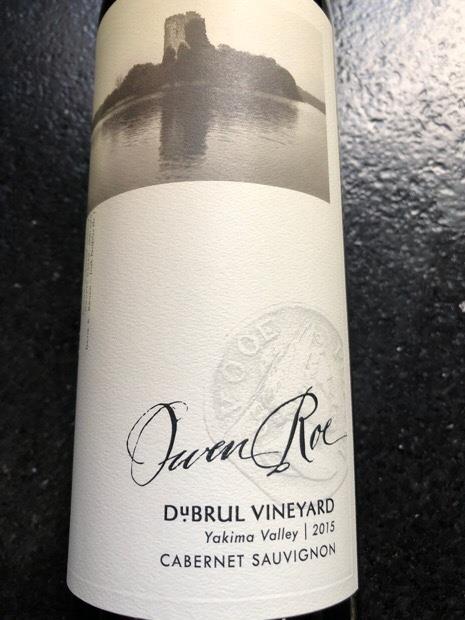 Owen Roe
DUBRUL VINEYARD
Yakima Valley | 2015
CABERNET SAUVIGNON